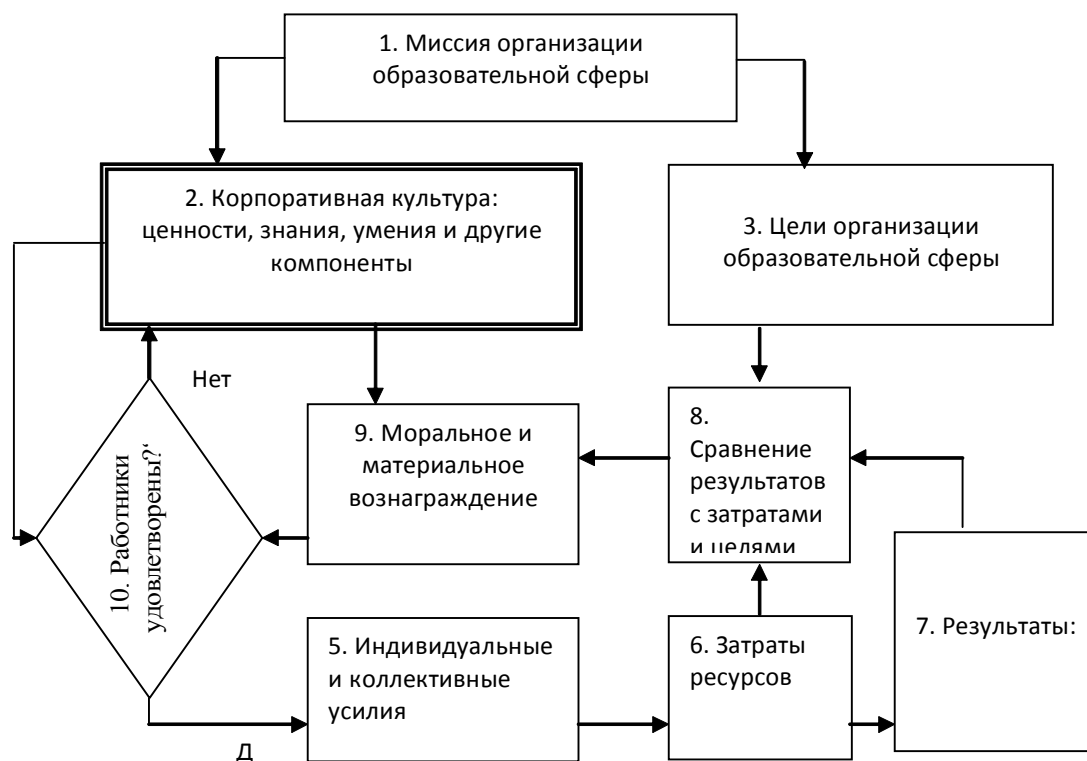 1. Миссия организации
образовательной сферы
2. Корпоративная культура:
ценности, знания, умения и другие
компоненты
3. Цели организации
образовательной сферы
Нет
10. Работники
удовлетворены?‘
9. Моральное и
материальное
вознаграждение
8.
Сравнение
результатов
с затратами
и целями
5. Индивидуальные
и коллективные
усилия
6. Затраты
ресурсов
7. Результаты:
Д